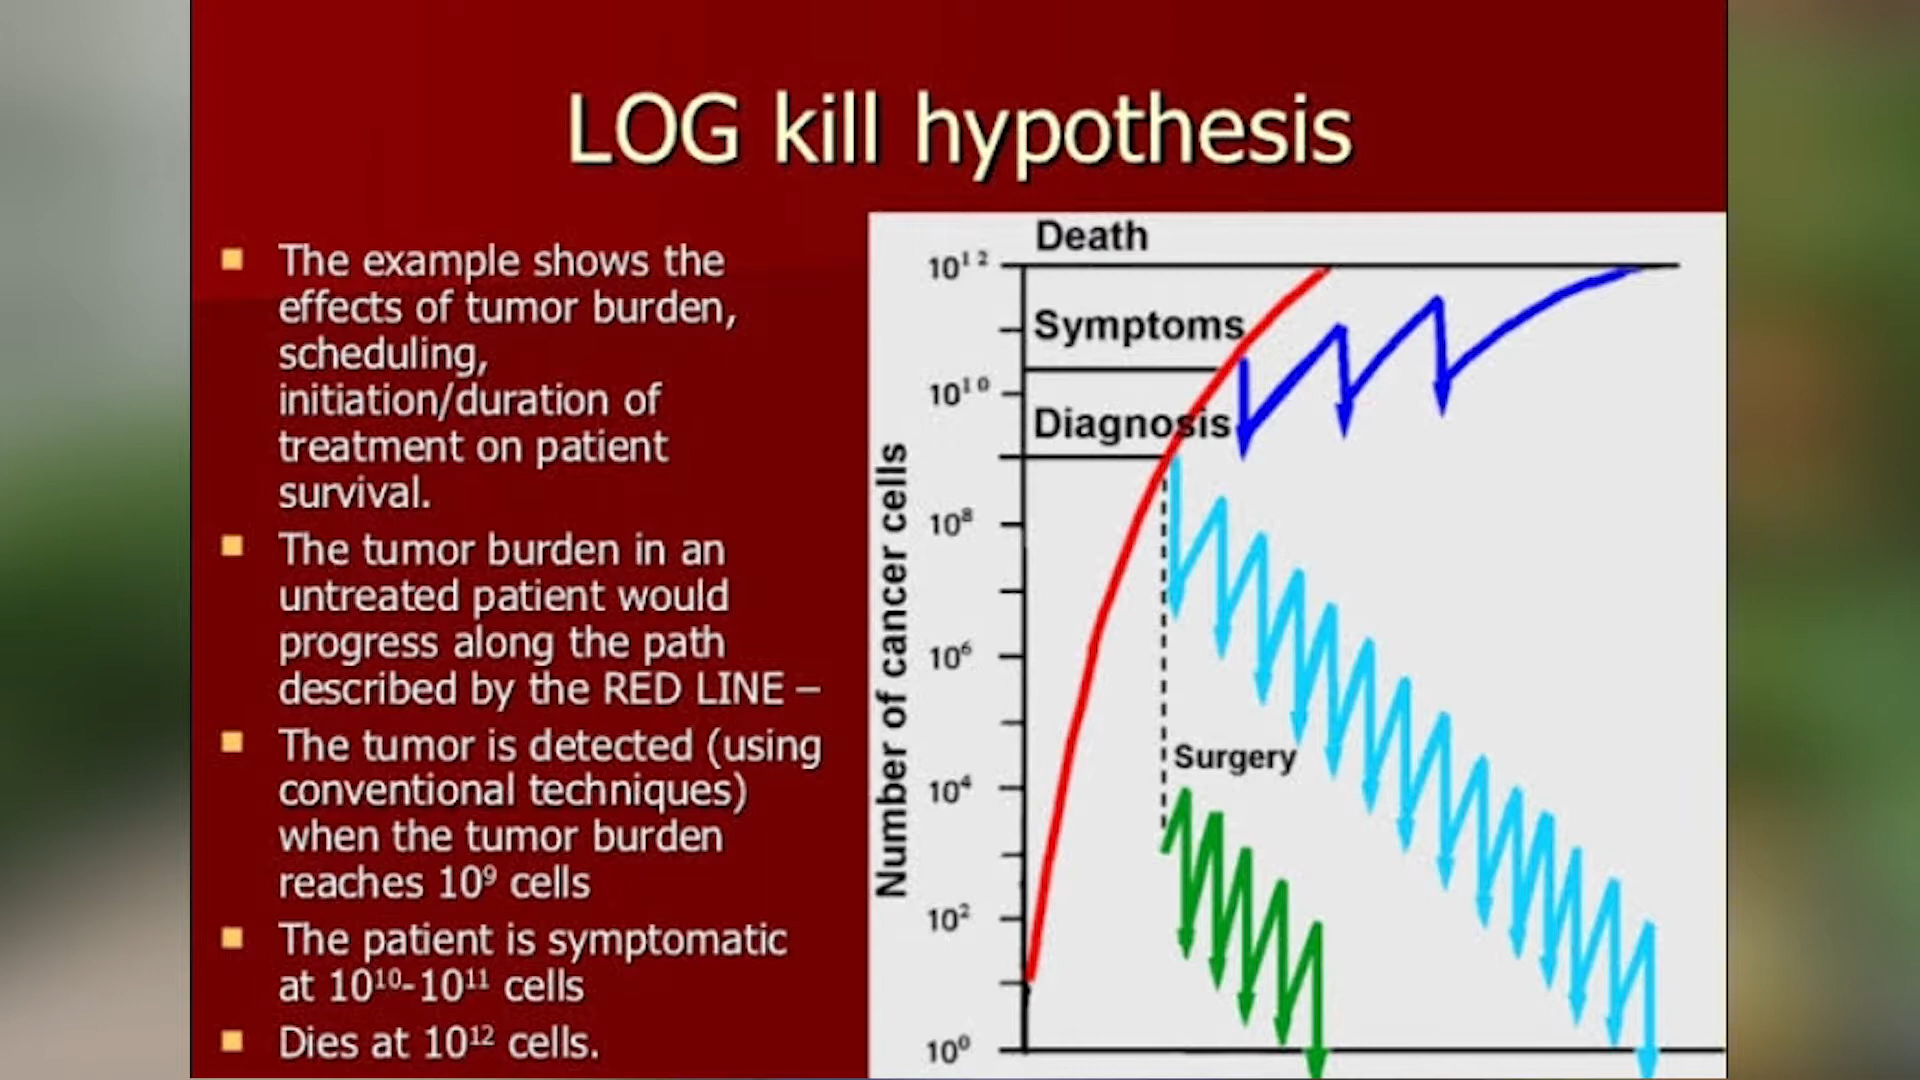 LOG kill hypothesis
The example shows the
effects of tumor burden,
scheduling,
initiation/duration of
treatment on patient
survival.
The tumor burden in an
untreated patient would
progress along the path
described by the RED LINE –
The tumor is detected (using
conventional techniques)
when the tumor burden
reaches 10⁹ cells
The patient is symptomatic
at 10¹⁰-10¹¹ cells
Dies at 10¹² cells.
Number of cancer cells
Death
10¹²
Symptoms
10¹⁰
Diagnosis
10⁸
10⁶
Surgery
10⁴
10²
10⁰